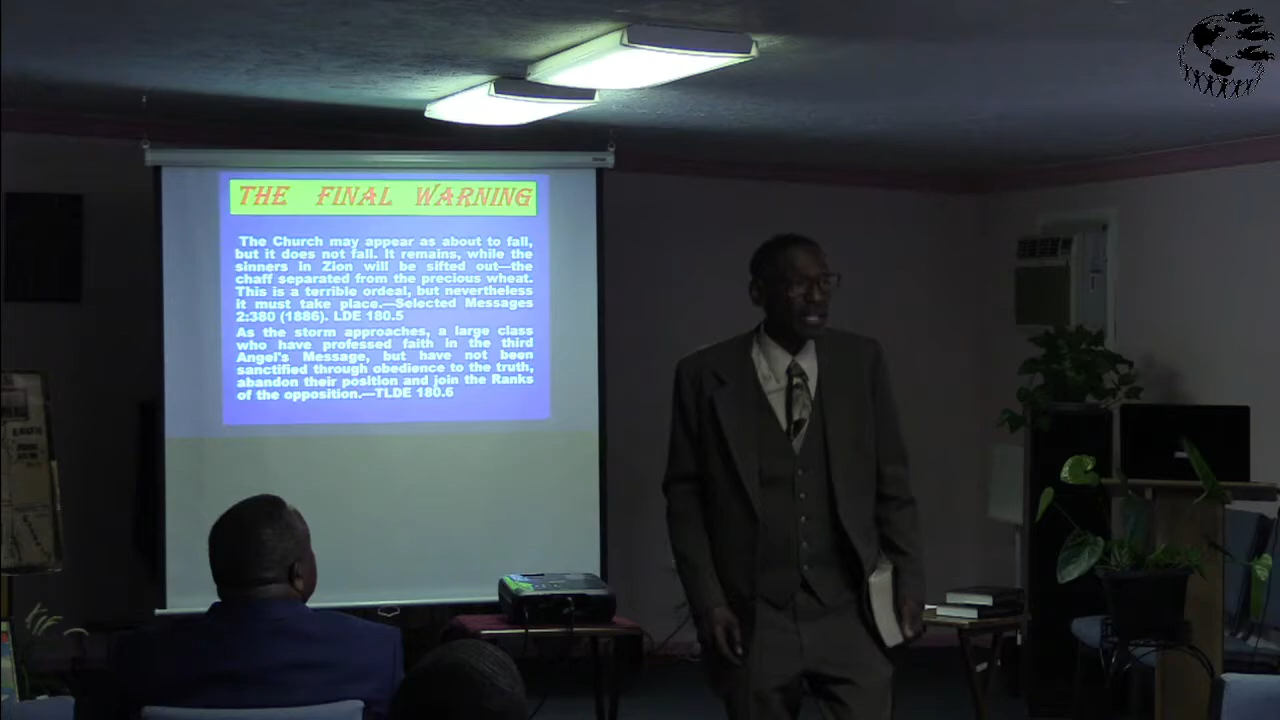 THE FINAL WARNING
The Church may appear as about to fall,
but it does not fall. It remains, while the
sinners in Zion will be sifted out—the
chaff separated from the precious wheat.
This is a terrible ordeal, but nevertheless
it must take place.—Selected Messages
2:380 (1886). LDE 180.5
As the storm approaches, a large class
who have professed faith in the third
Angel's Message, but have not been
sanctified through obedience to the truth,
abandon their position and join the Ranks
of the opposition.—TLDE 180.6